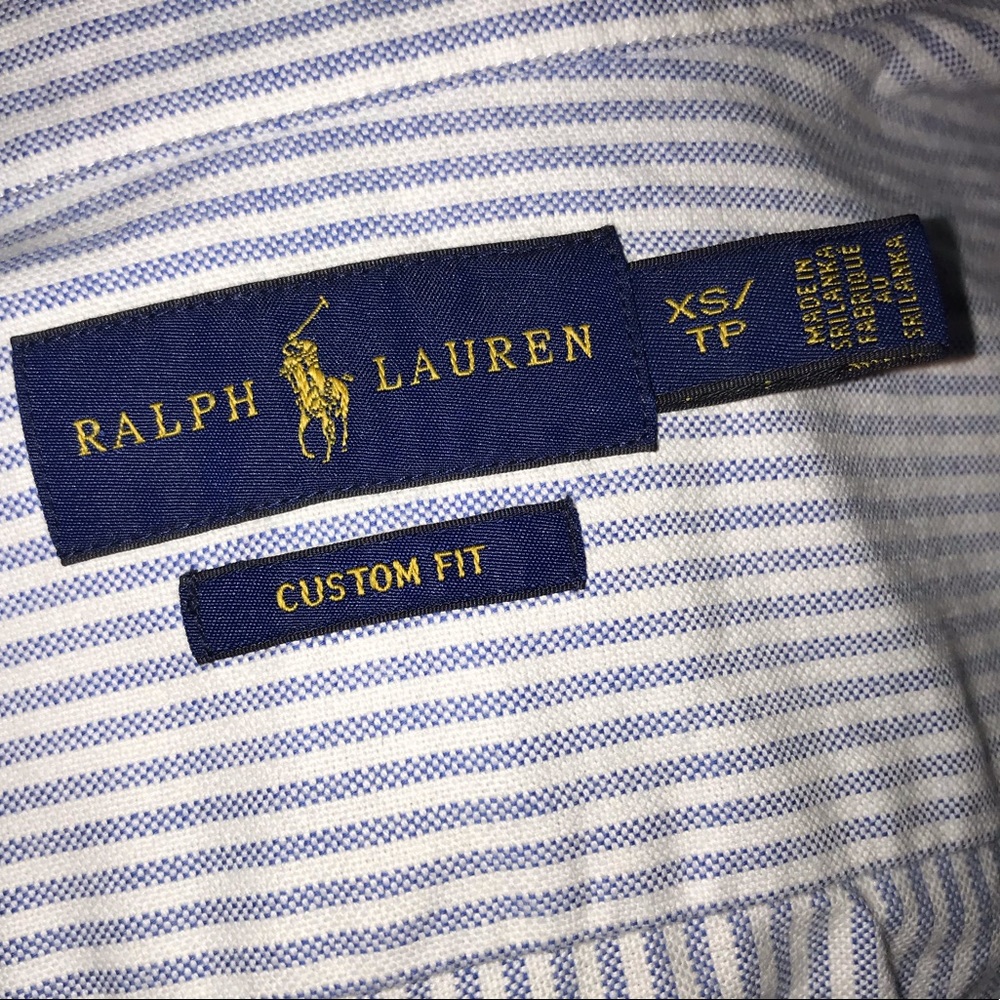 RALPH LAUREN
XS/
TP
MADE IN
SRI LANKA
FABRIQUE
AU
SRI LANKA
CUSTOM FIT